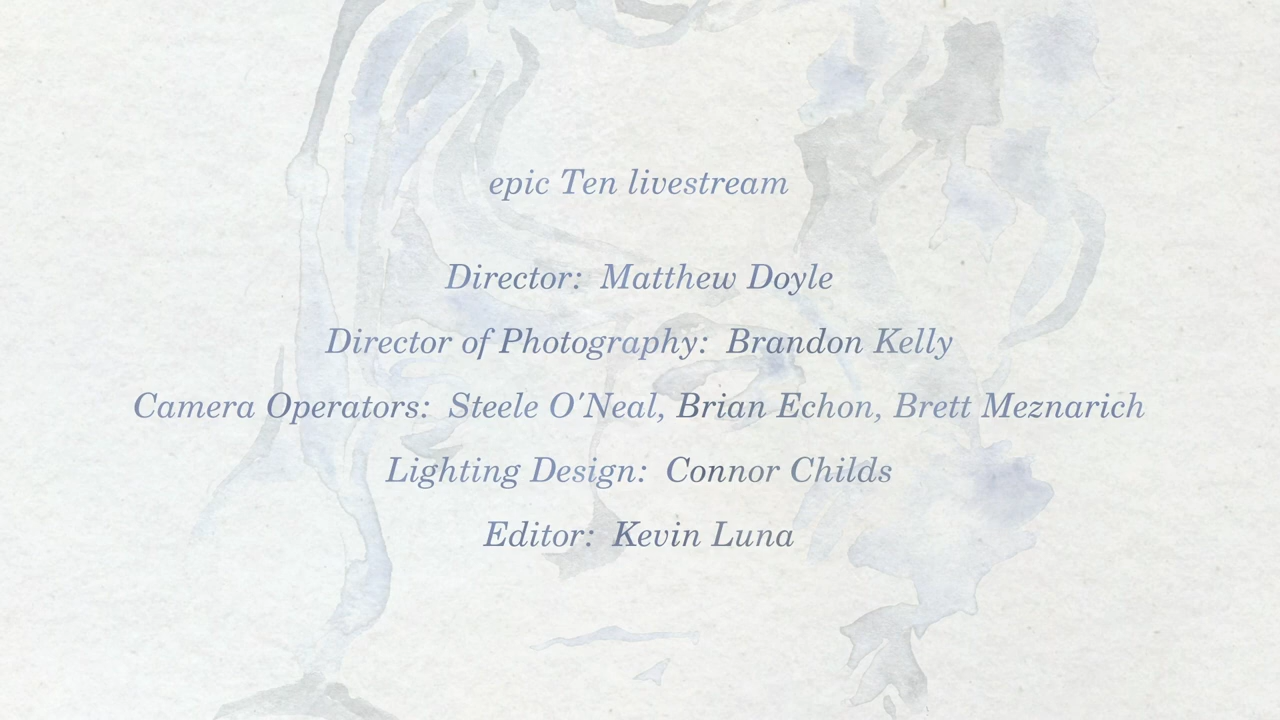 epic Ten livestream
Director: Matthew Doyle
Director of Photography: Brandon Kelly
Camera Operators: Steele O'Neal, Brian Echon, Brett Meznarich
Lighting Design: Connor Childs
Editor: Kevin Luna